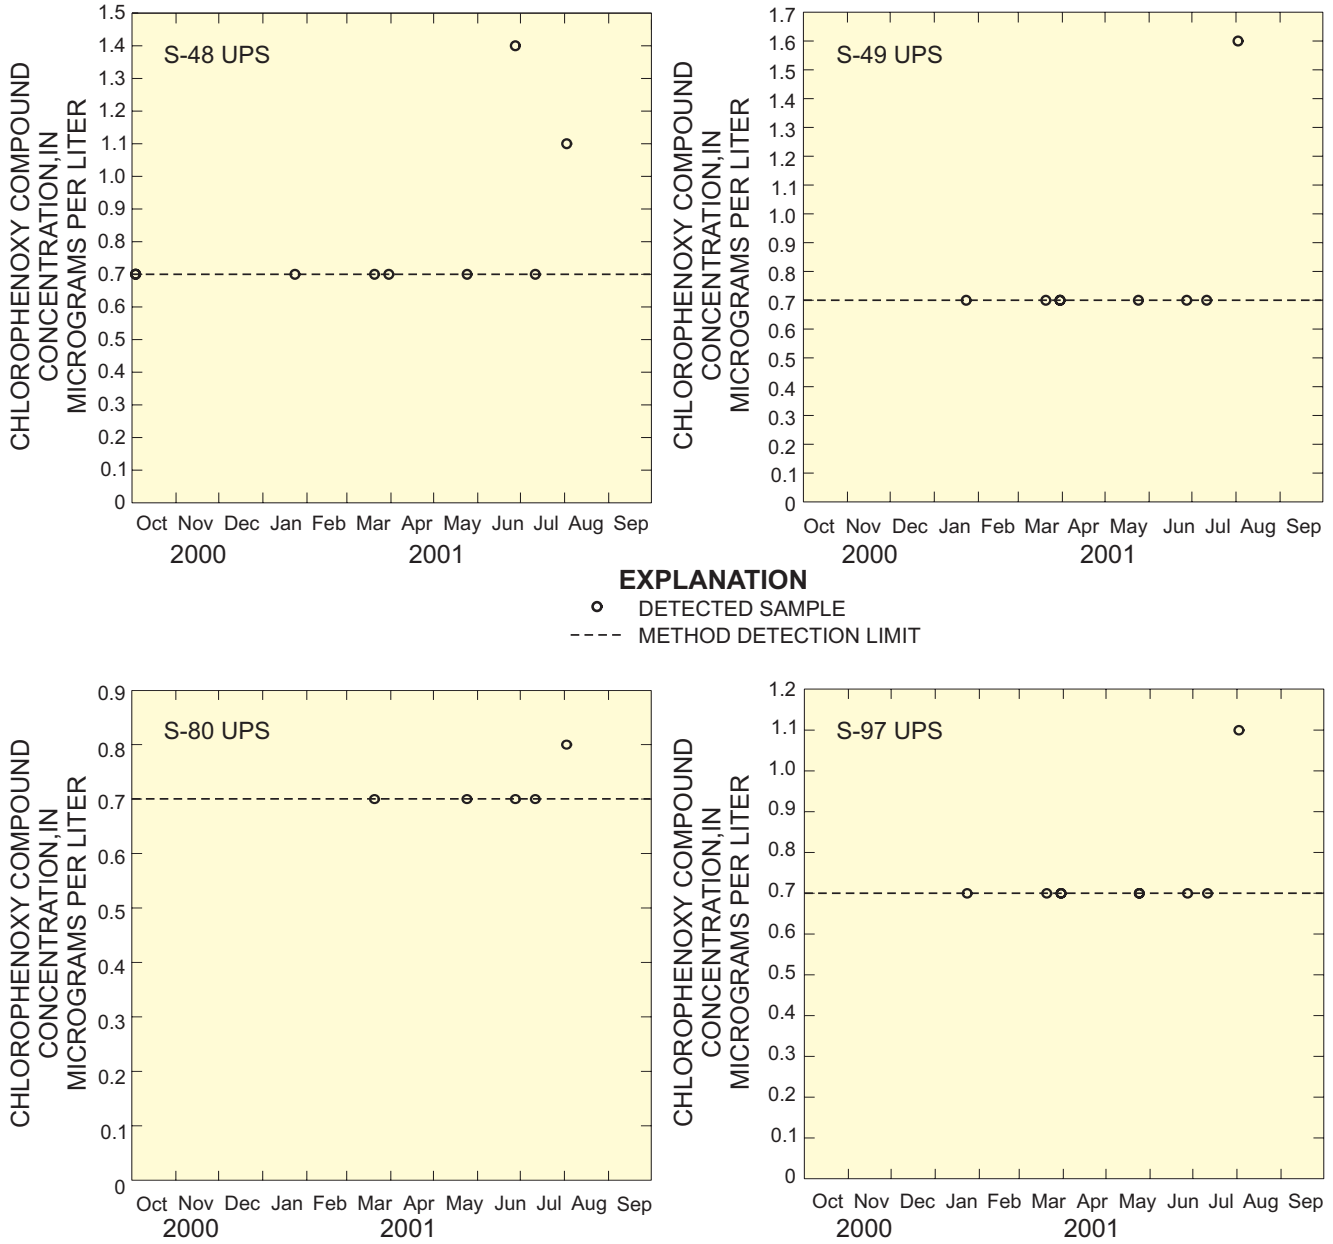 CHLOROPHENOXY COMPOUND
CONCENTRATION,IN
MICROGRAMS PER LITER
S-48 UPS
1.5
1.4
1.3
1.2
1.1
1.0
0.9
0.8
0.7
0.6
0.5
0.4
0.3
0.2
0.1
0
Oct Nov Dec Jan Feb Mar Apr May Jun Jul Aug Sep
2000 2001
CHLOROPHENOXY COMPOUND
CONCENTRATION,IN
MICROGRAMS PER LITER
S-49 UPS
1.7
1.6
1.5
1.4
1.3
1.2
1.1
1.0
0.9
0.8
0.7
0.6
0.5
0.4
0.3
0.2
0.1
0
Oct Nov Dec Jan Feb Mar Apr May Jun Jul Aug Sep
2000 2001
EXPLANATION
DETECTED SAMPLE
METHOD DETECTION LIMIT
CHLOROPHENOXY COMPOUND
CONCENTRATION,IN
MICROGRAMS PER LITER
S-80 UPS
0.9
0.8
0.7
0.6
0.5
0.4
0.3
0.2
0.1
0
Oct Nov Dec Jan Feb Mar Apr May Jun Jul Aug Sep
2000 2001
CHLOROPHENOXY COMPOUND
CONCENTRATION,IN
MICROGRAMS PER LITER
S-97 UPS
1.2
1.1
1.0
0.9
0.8
0.7
0.6
0.5
0.4
0.3
0.2
0.1
0
Oct Nov Dec Jan Feb Mar Apr May Jun Jul Aug Sep
2000 2001